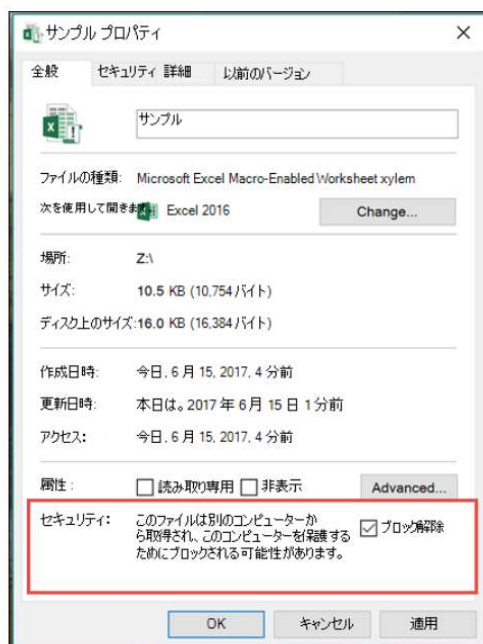 サンプル プロパティ
全般 セキュリティ 詳細 以前のバージョン
サンプル
ファイルの種類: Microsoft Excel Macro-Enabled Worksheet xylem
次を使用して開きます: Excel 2016 Change...
場所: Z:\
サイズ: 10.5 KB (10,754 バイト)
ディスク上のサイズ: 16.0 KB (16,384 バイト)
作成日時: 今日、6 月 15, 2017, 4 分前
更新日時: 本日は。2017 年 6 月 15 日 1 分前
アクセス: 今日、6 月 15, 2017, 4 分前
属性: 読み取り専用 非表示 Advanced...
セキュリティ: このファイルは別のコンピューターか
ら取得され、このコンピューターを保護する ブロック解除
ためにブロックされる可能性があります。
OK キャンセル 適用